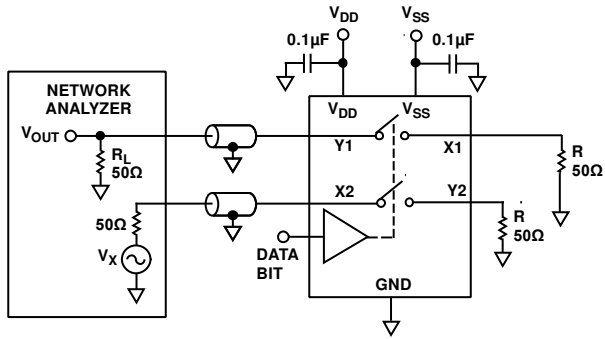 V_DD
V_SS
0.1µF
0.1µF
NETWORK
ANALYZER
V_DD
V_SS
V_OUT
Y1
X1
R_L
50Ω
R
50Ω
X2
Y2
50Ω
R
50Ω
V_X
DATA
BIT
GND